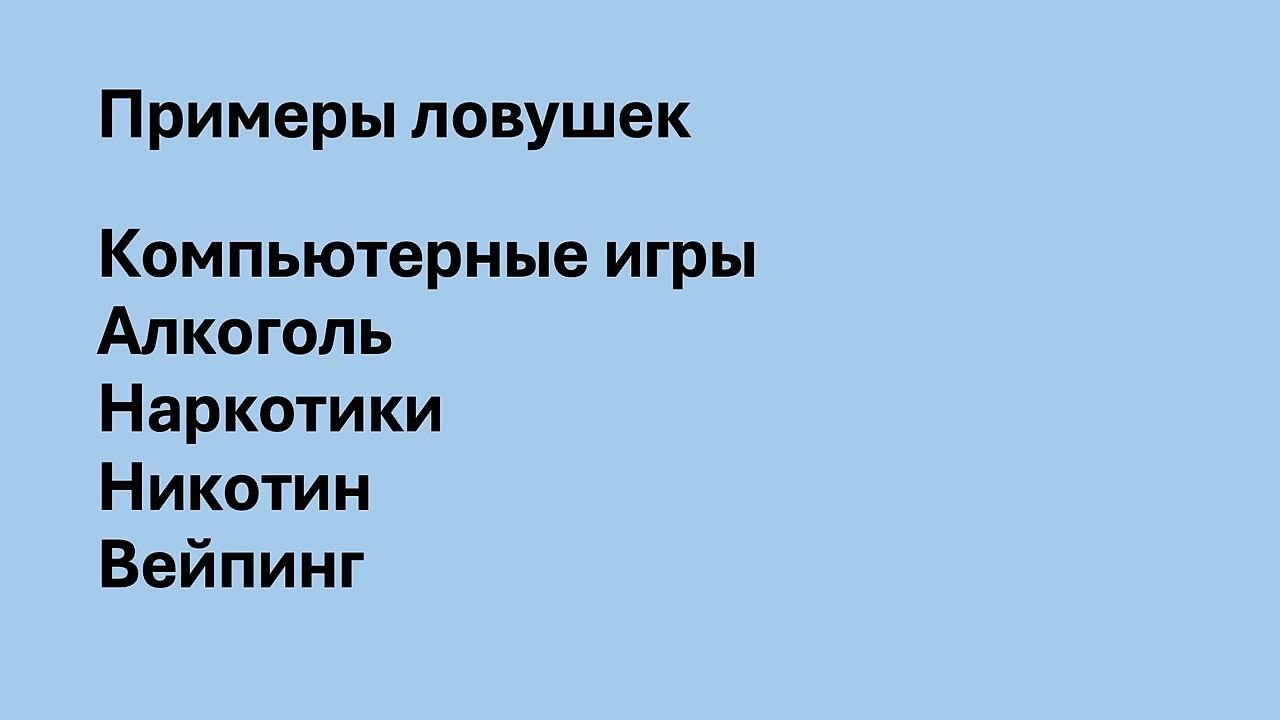 Примеры ловушек
Компьютерные игры
Алкоголь
Наркотики
Никотин
Вейпинг